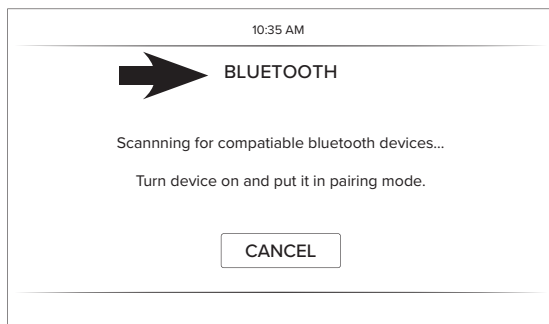 10:35 AM
BLUETOOTH
Scannning for compatiable bluetooth devices...
Turn device on and put it in pairing mode.
CANCEL